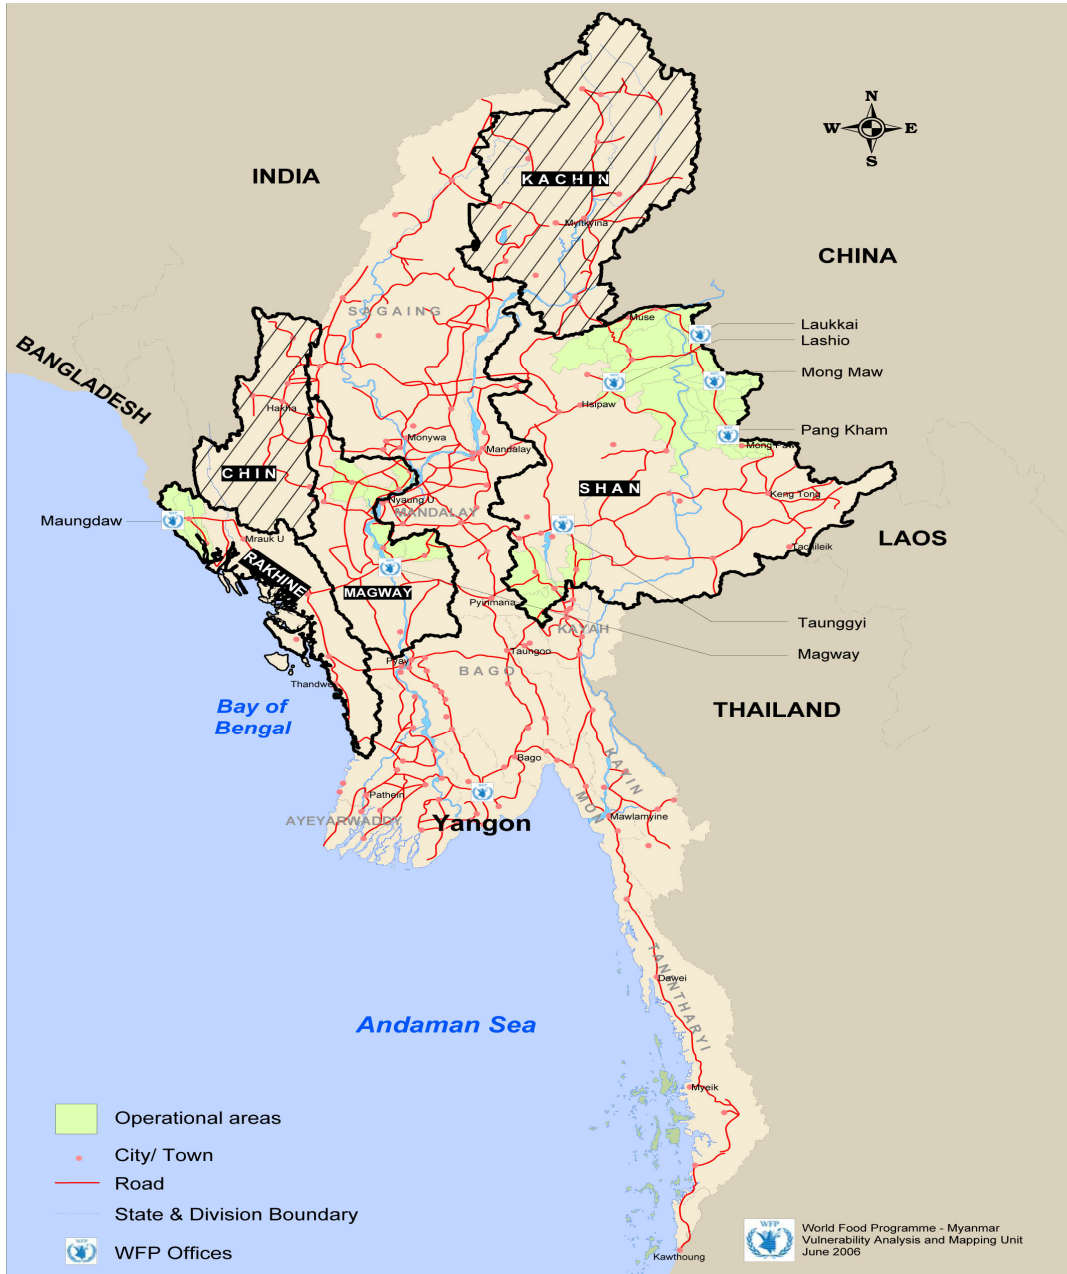 N
W
E
S
INDIA
KACHIN
Myitkyina
CHINA
SAGAING
Muse
Laukkai
Lashio
BANGLADESH
Mong Maw
Hakha
Hsipaw
Pang Kham
Monywa
Mandalay
CHIN
SHAN
Keng Tong
Nyaung U
MANDALAY
Maungdaw
Mrauk U
LAOS
Tachileik
RAKHINE
MAGWAY
Pyinmana
Taunggyi
KAYAH
Taungoo
Magway
Pyay
BAGO
Thandwe
Bay of
Bengal
THAILAND
Bago
KAYIN
MON
Pathein
AYEYARWADDY
Yangon
Mawlamyine
TANINTHARYI
Dawei
Andaman Sea
Myeik
Operational areas
City/ Town
Road
State & Division Boundary
WFP Offices
Kawthoung
WFP
World Food Programme - Myanmar
Vulnerability Analysis and Mapping Unit
June 2006